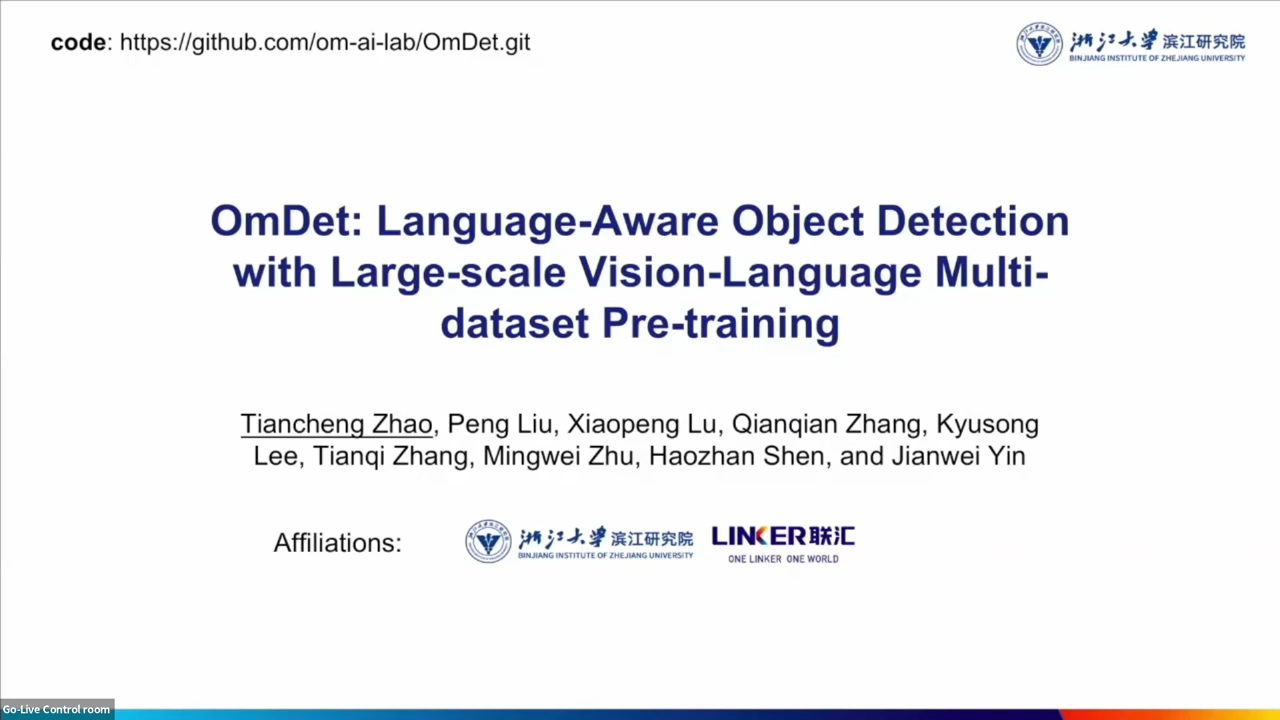 code: https://github.com/om-ai-lab/OmDet.git
浙江大学 滨江研究院
BINJIANG INSTITUTE OF ZHEJIANG UNIVERSITY
OmDet: Language-Aware Object Detection
with Large-scale Vision-Language Multi-
dataset Pre-training
Tiancheng Zhao, Peng Liu, Xiaopeng Lu, Qianqian Zhang, Kyusong
Lee, Tianqi Zhang, Mingwei Zhu, Haozhan Shen, and Jianwei Yin
Affiliations:
浙江大学 滨江研究院
BINJIANG INSTITUTE OF ZHEJIANG UNIVERSITY
LINKER联汇
ONE LINKER ONE WORLD
Go-Live Control room